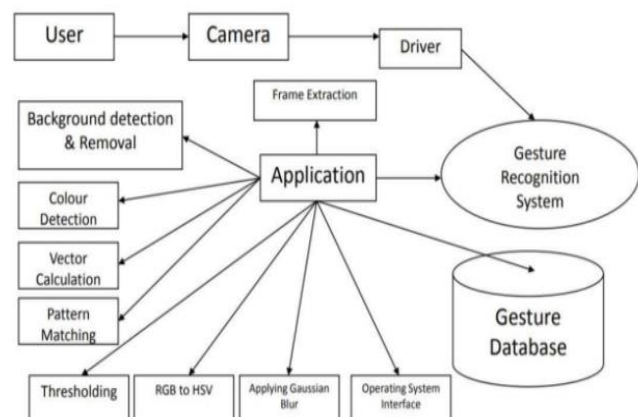 User
Camera
Driver
Frame Extraction
Background detection
& Removal
Application
Gesture
Recognition
System
Colour
Detection
Vector
Calculation
Pattern
Matching
Gesture
Database
Thresholding
RGB to HSV
Applying Gaussian
Blur
Operating System
Interface